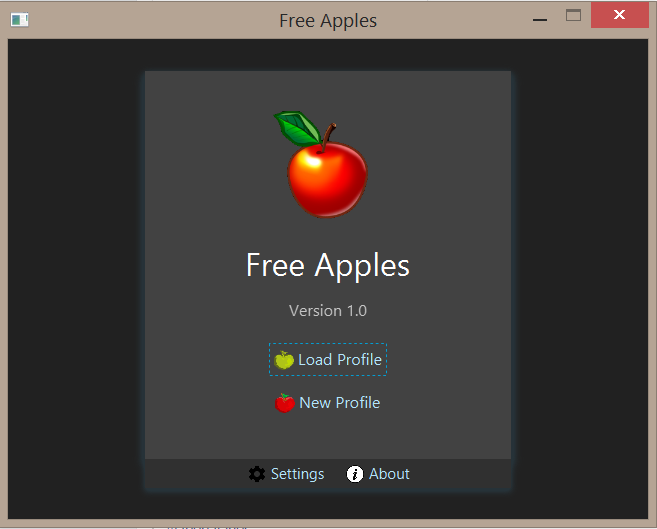 Free Apples
Free Apples
Version 1.0
Load Profile
New Profile
Settings About